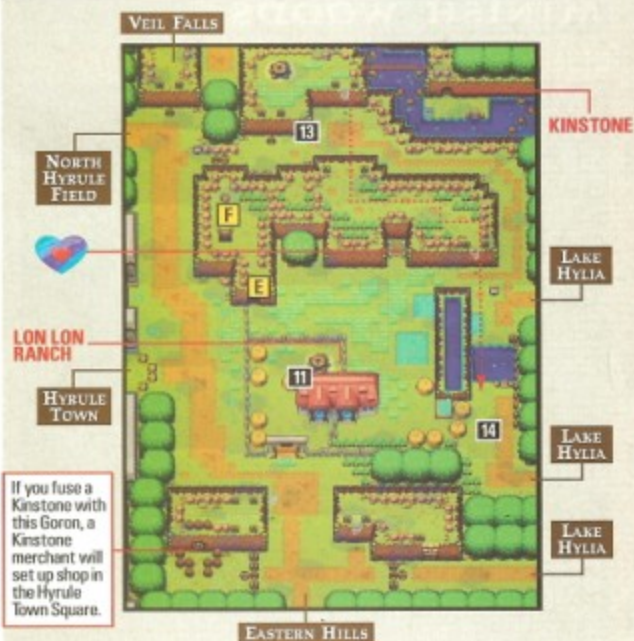 VEIL FALLS
KINSTONE
13
NORTH
HYRULE
FIELD
F
LAKE
HYLIA
E
LON LON
RANCH
11
HYRULE
TOWN
14
LAKE
HYLIA
If you fuse a
Kinstone with
this Goron, a
Kinstone
merchant will
set up shop in
the Hyrule
Town Square.
LAKE
HYLIA
EASTERN HILLS